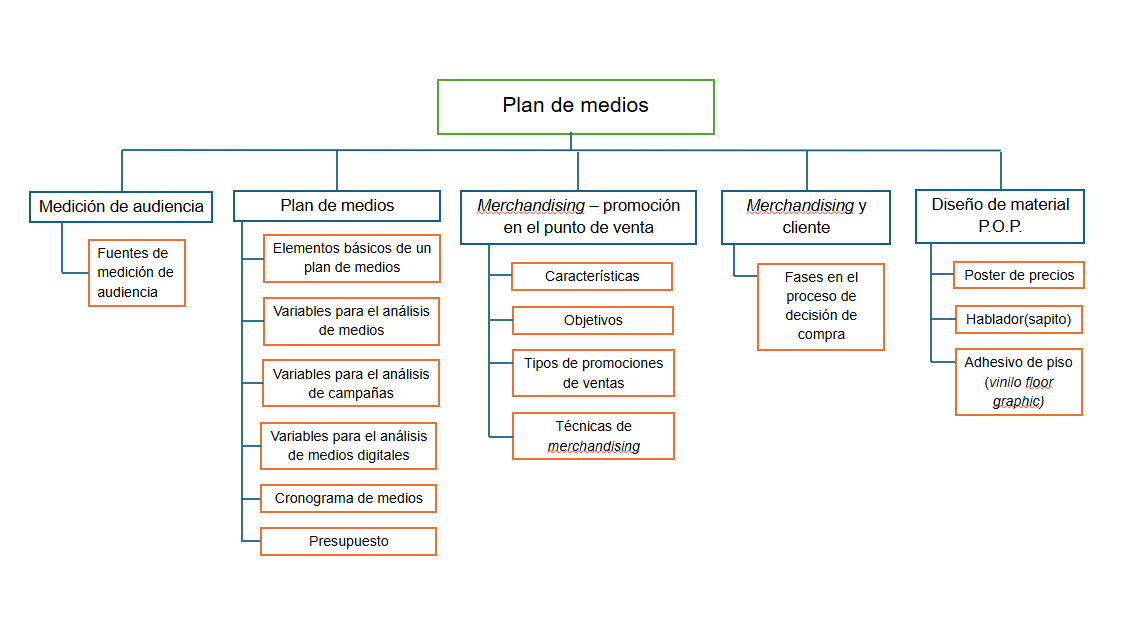 Plan de medios
Medición de audiencia
Fuentes de
medición de
audiencia
Plan de medios
Elementos básicos de un
plan de medios
Variables para el análisis
de medios
Variables para el análisis
de campañas
Variables para el análisis
de medios digitales
Cronograma de medios
Presupuesto
Merchandising – promoción
en el punto de venta
Características
Objetivos
Tipos de promociones
de ventas
Técnicas de
merchandising
Merchandising y
cliente
Fases en el
proceso de
decisión de
compra
Diseño de material
P.O.P.
Poster de precios
Hablador(sapito)
Adhesivo de piso
(vinilo floor
graphic)